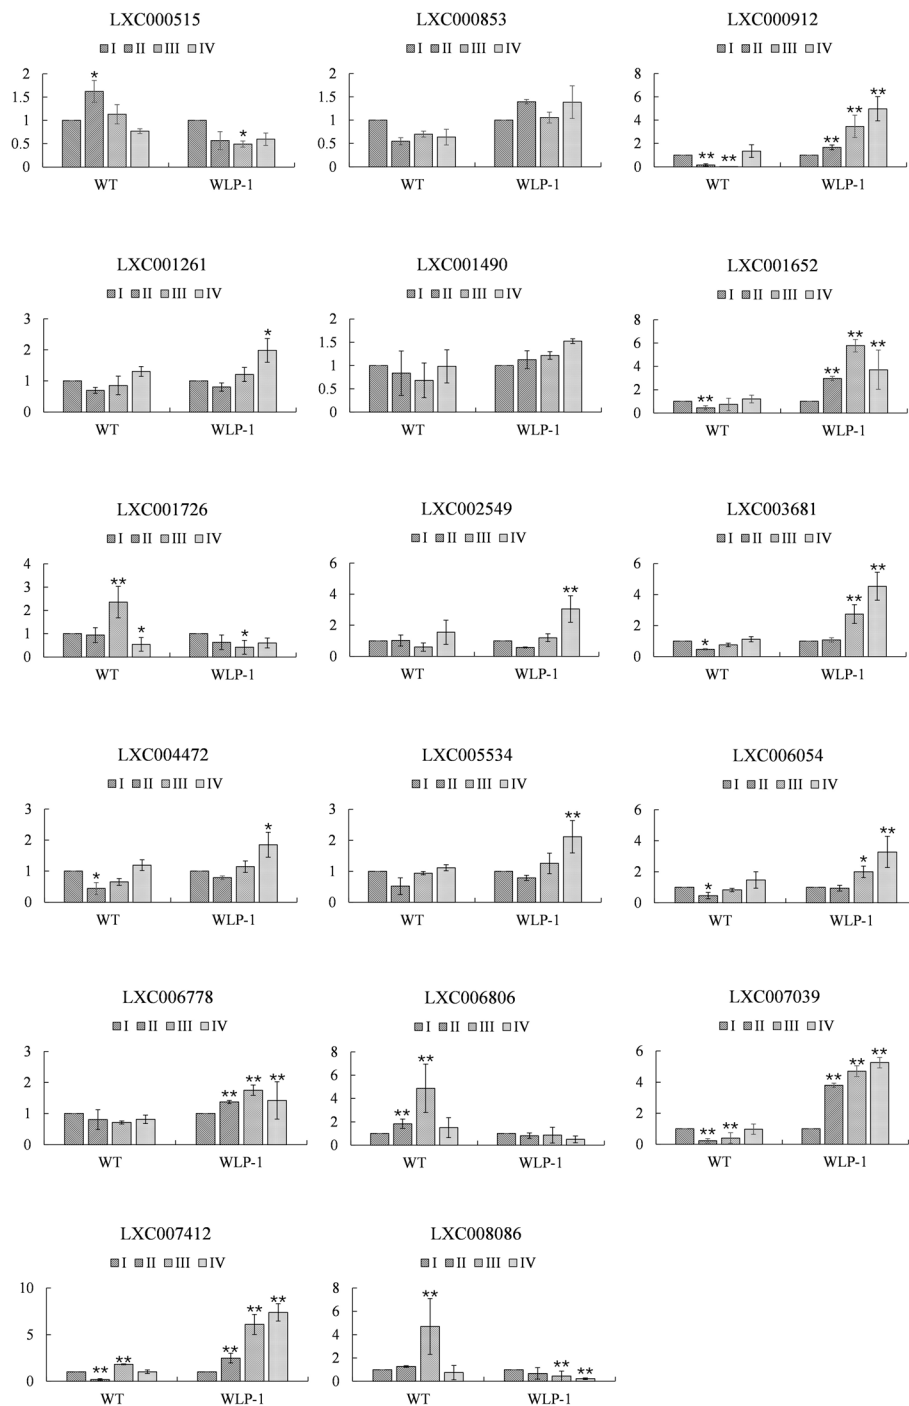 LXC000515
I II III IV
2
1.5
1
0.5
0
*
*
WT WLP-1
LXC000853
I II III IV
2
1.5
1
0.5
0
WT WLP-1
LXC000912
I II III IV
8
6
4
2
0
** ** ** ** **
WT WLP-1
LXC001261
I II III IV
3
2
1
0
*
WT WLP-1
LXC001490
I II III IV
2
1.5
1
0.5
0
WT WLP-1
LXC001652
I II III IV
8
6
4
2
0
** ** ** **
WT WLP-1
LXC001726
I II III IV
4
3
2
1
0
** * *
WT WLP-1
LXC002549
I II III IV
6
4
2
0
**
WT WLP-1
LXC003681
I II III IV
6
4
2
0
* ** **
WT WLP-1
LXC004472
I II III IV
3
2
1
0
* *
WT WLP-1
LXC005534
I II III IV
3
2
1
0
**
WT WLP-1
LXC006054
I II III IV
6
4
2
0
* * **
WT WLP-1
LXC006778
I II III IV
3
2
1
0
** ** **
WT WLP-1
LXC006806
I II III IV
8
6
4
2
0
** **
WT WLP-1
LXC007039
I II III IV
6
4
2
0
** ** ** ** **
WT WLP-1
LXC007412
I II III IV
10
5
0
** ** ** ** **
WT WLP-1
LXC008086
I II III IV
8
6
4
2
0
** ** **
WT WLP-1